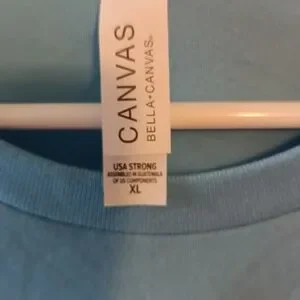 CANVAS
BELLA+CANVAS®
USA STRONG
ASSEMBLED IN GUATEMALA
OF US COMPONENTS
XL